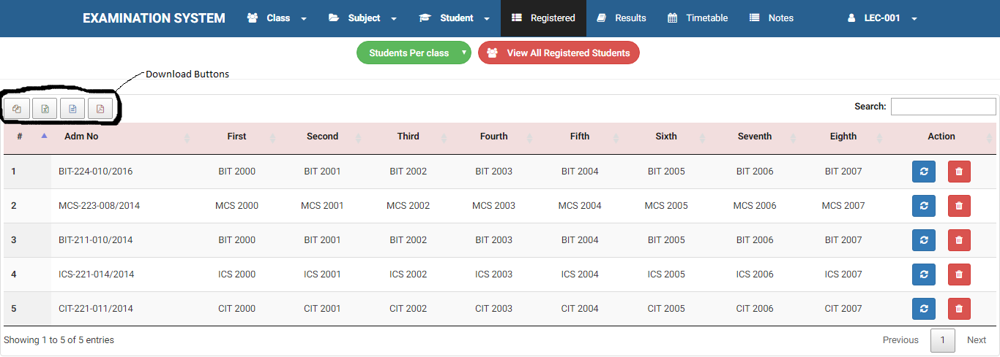 EXAMINATION SYSTEM Class Subject Student Registered Results Timetable Notes LEC-001
Students Per class View All Registered Students
Download Buttons
Search:
# Adm No First Second Third Fourth Fifth Sixth Seventh Eighth Action
1 BIT-224-010/2016 BIT 2000 BIT 2001 BIT 2002 BIT 2003 BIT 2004 BIT 2005 BIT 2006 BIT 2007
2 MCS-223-008/2014 MCS 2000 MCS 2001 MCS 2002 MCS 2003 MCS 2004 MCS 2005 MCS 2006 MCS 2007
3 BIT-211-010/2014 BIT 2000 BIT 2001 BIT 2002 BIT 2003 BIT 2004 BIT 2005 BIT 2006 BIT 2007
4 ICS-221-014/2014 ICS 2000 ICS 2001 ICS 2002 ICS 2003 ICS 2004 ICS 2005 ICS 2006 ICS 2007
5 CIT-221-011/2014 CIT 2000 CIT 2001 CIT 2002 CIT 2003 CIT 2004 CIT 2005 CIT 2006 CIT 2007
Showing 1 to 5 of 5 entries Previous 1 Next